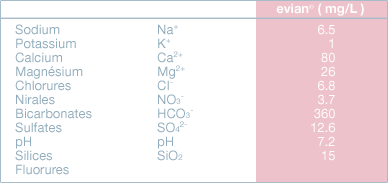 evian® ( mg/L )
Sodium Na⁺ 6.5
Potassium K⁺ 1
Calcium Ca²⁺ 80
Magnésium Mg²⁺ 26
Chlorures Cl⁻ 6.8
Nirales NO₃⁻ 3.7
Bicarbonates HCO₃⁻ 360
Sulfates SO₄²⁻ 12.6
pH pH 7.2
Silices SiO₂ 15
Fluorures